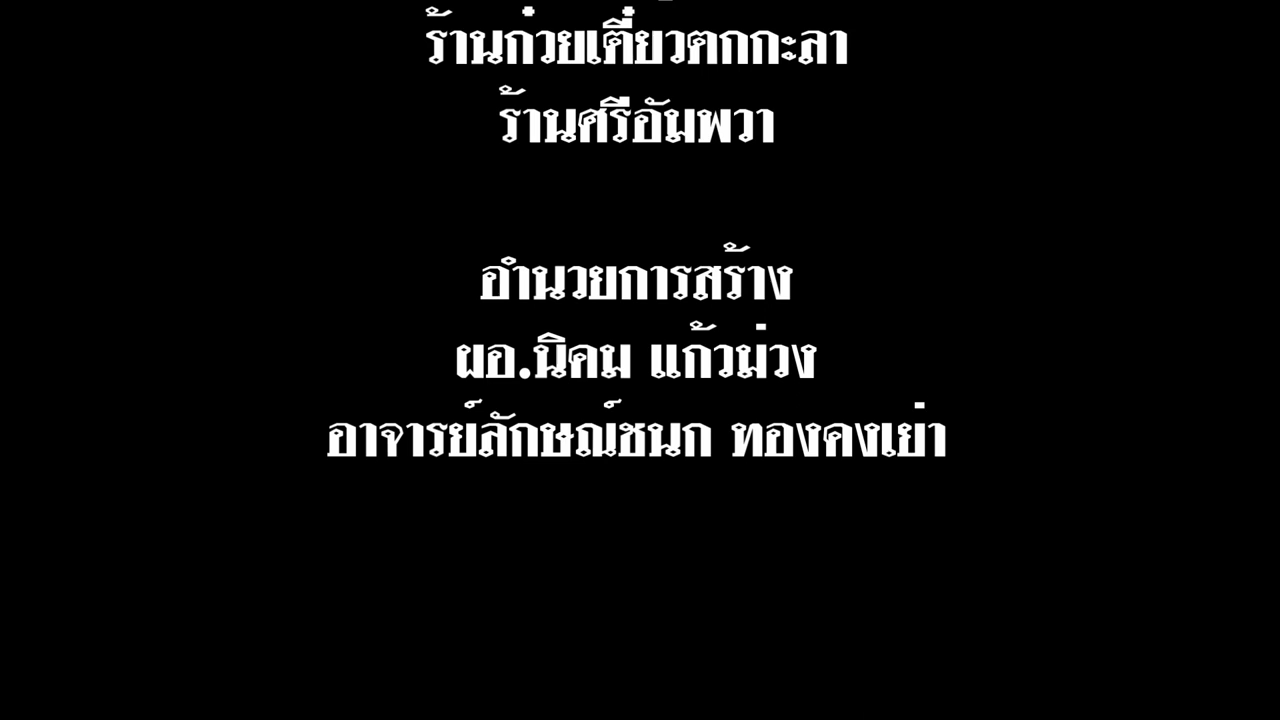 ร้านก๋วยเตี๋ยวตกกะลา
ร้านศรีอัมพวา
อำนวยการสร้าง
ผอ.นิคม แก้วม่วง
อาจารย์ลักษณ์ชนก ทองคงเย่า